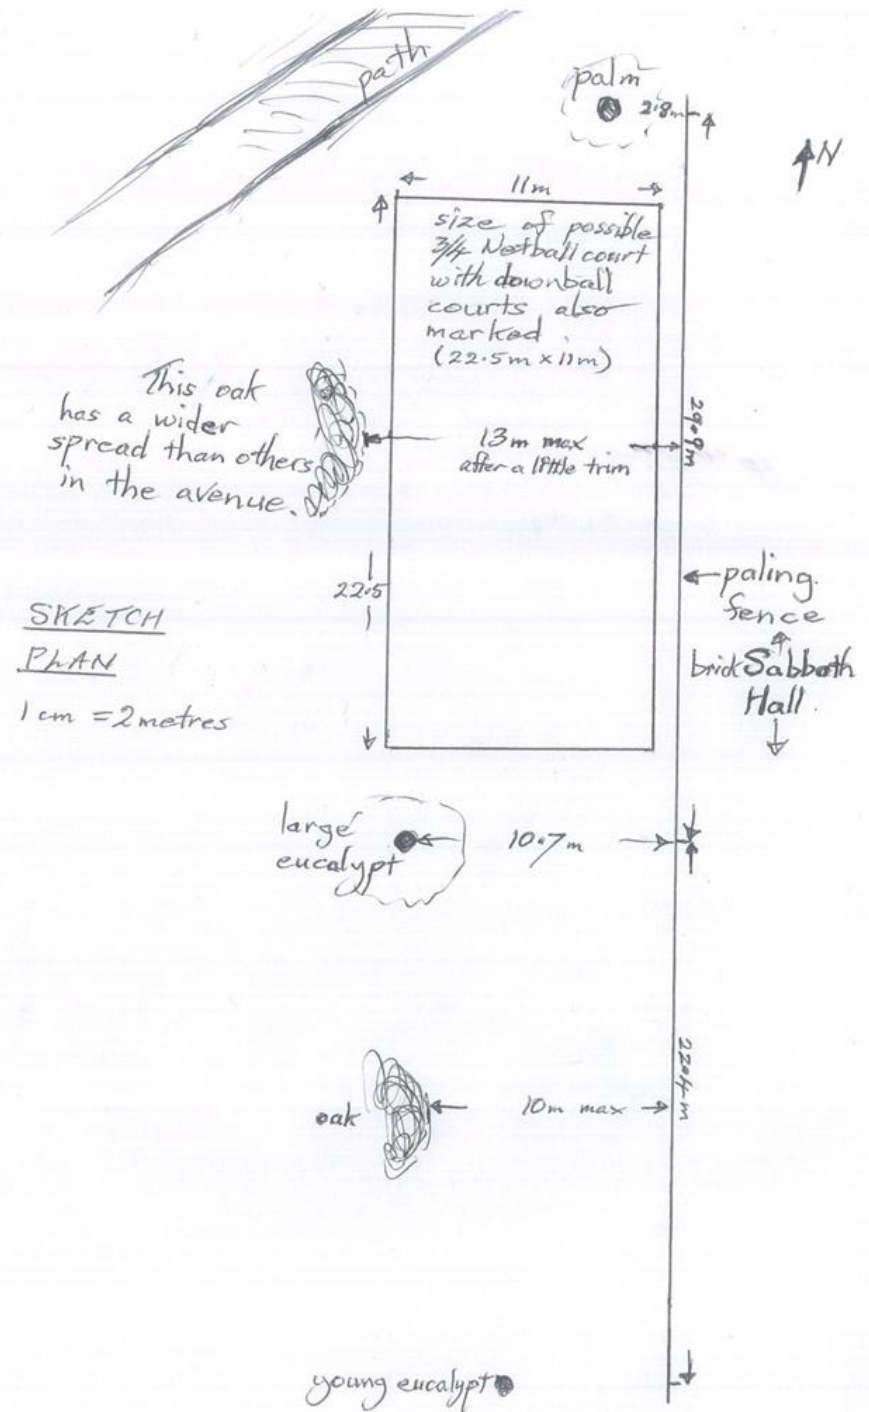 path
palm
2.8m
N
11m
size of possible
3/4 Netball court
with downball
courts also
marked.
(22.5m x 11m)
This oak
has a wider
spread than others
in the avenue.
13m max
after a little trim
29.9m
22.5
paling
fence
brick Sabbath
Hall.
SKETCH
PLAN
1cm = 2 metres
large
eucalypt
10.7m
oak
10m max
22.4m
young eucalypt